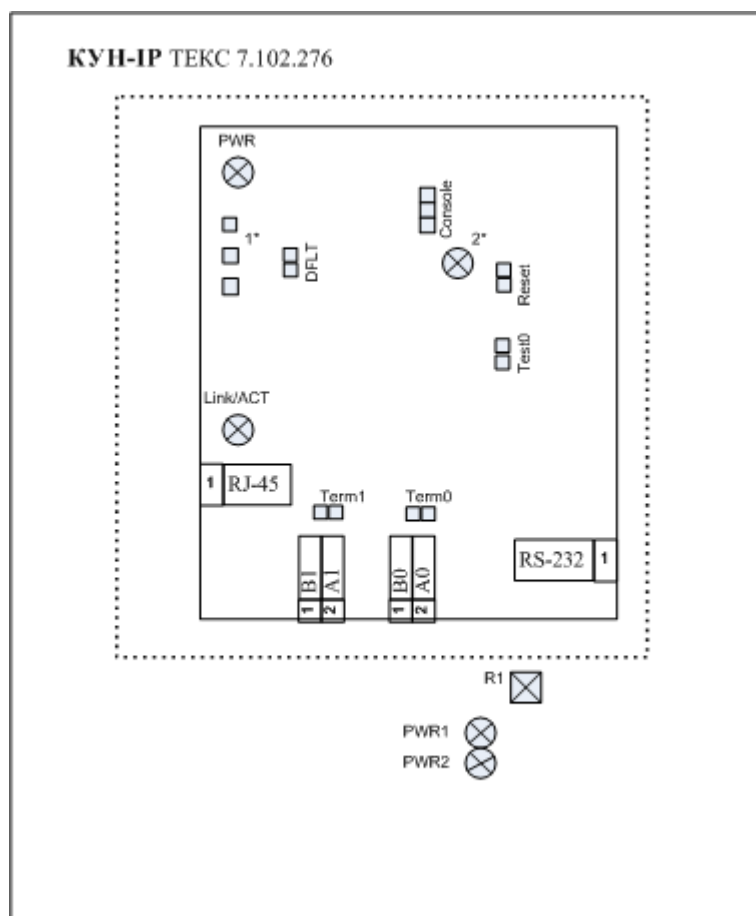 КУН-IP ТЕКС 7.102.276
PWR
Console
1*
2*
DFLT
Reset
Test0
Link/ACT
1 RJ-45
Term1
Term0
RS-232 1
B1
A1
B0
A0
1
2
1
2
R1
PWR1
PWR2